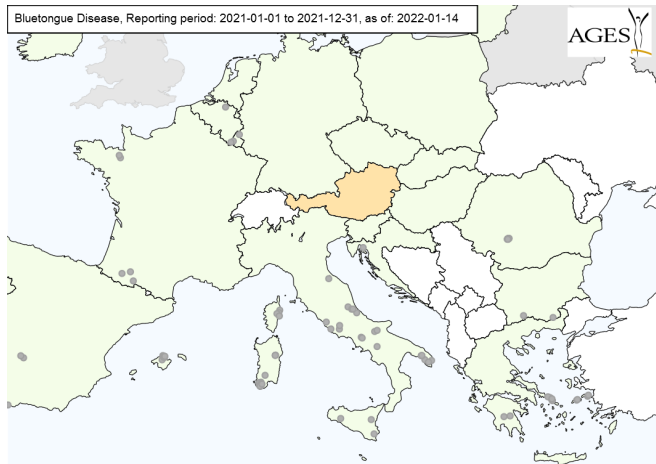 Bluetongue Disease, Reporting period: 2021-01-01 to 2021-12-31, as of: 2022-01-14
AGES